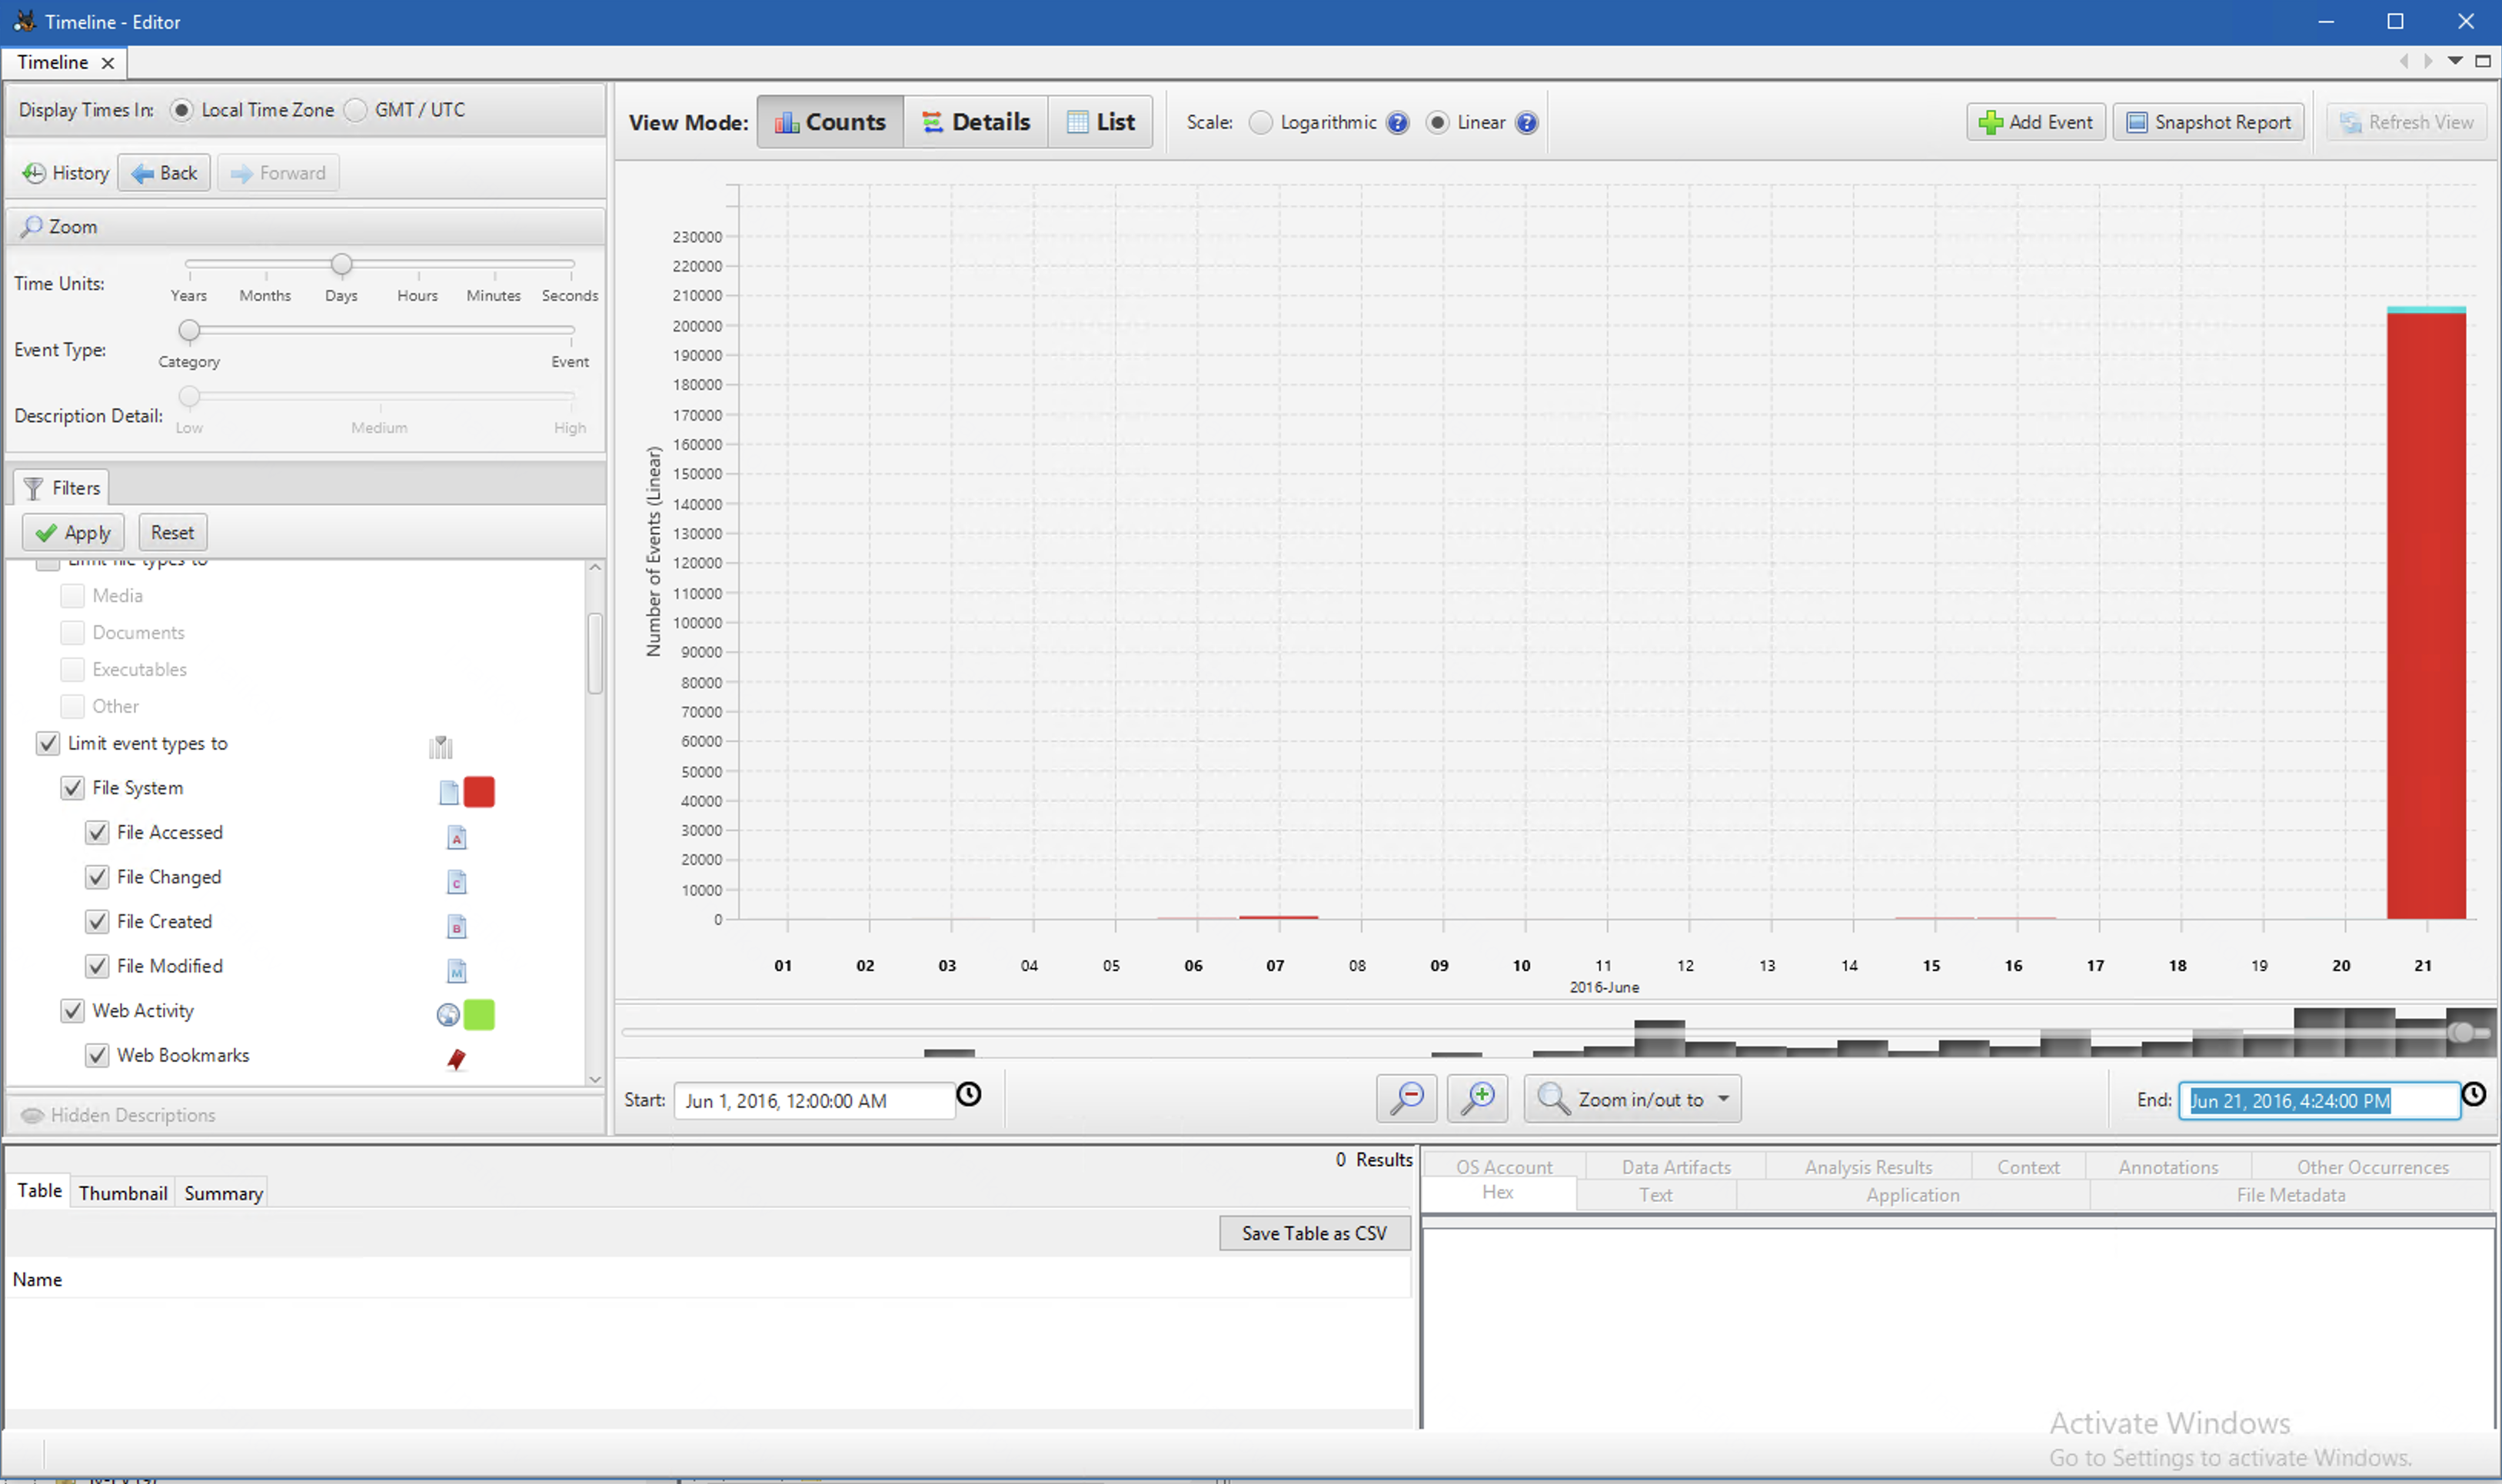 Timeline - Editor
Timeline
Display Times In: Local Time Zone GMT / UTC
History Back Forward
Zoom
Time Units:
Years Months Days Hours Minutes Seconds
Event Type:
Category Event
Description Detail:
Low Medium High
Filters
Apply Reset
Limit file types to
Media
Documents
Executables
Other
Limit event types to
File System
File Accessed
A
File Changed
C
File Created
B
File Modified
M
Web Activity
Web Bookmarks
Hidden Descriptions
View Mode: Counts Details List Scale: Logarithmic ? Linear ? Add Event Snapshot Report Refresh View
Number of Events (Linear)
230000
220000
210000
200000
190000
180000
170000
160000
150000
140000
130000
120000
110000
100000
90000
80000
70000
60000
50000
40000
30000
20000
10000
0
01 02 03 04 05 06 07 08 09 10 11 12 13 14 15 16 17 18 19 20 21
2016-June
Start: Jun 1, 2016, 12:00:00 AM Zoom in/out to End: Jun 21, 2016, 4:24:00 PM
0 Results
Table Thumbnail Summary
Save Table as CSV
Name
OS Account Data Artifacts Analysis Results Context Annotations Other Occurrences
Hex Text Application File Metadata
Activate Windows
Go to Settings to activate Windows.